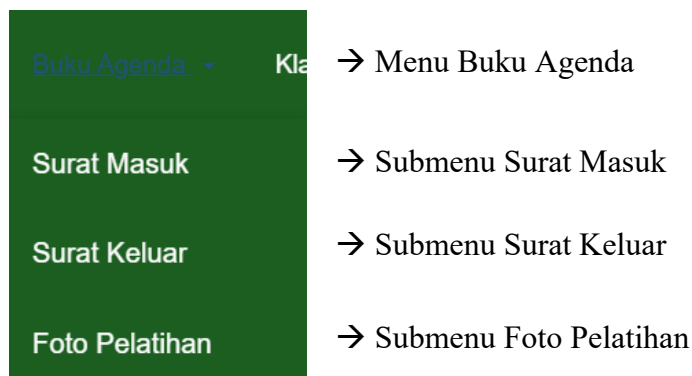 Buku Agenda Kla → Menu Buku Agenda
Surat Masuk → Submenu Surat Masuk
Surat Keluar → Submenu Surat Keluar
Foto Pelatihan → Submenu Foto Pelatihan